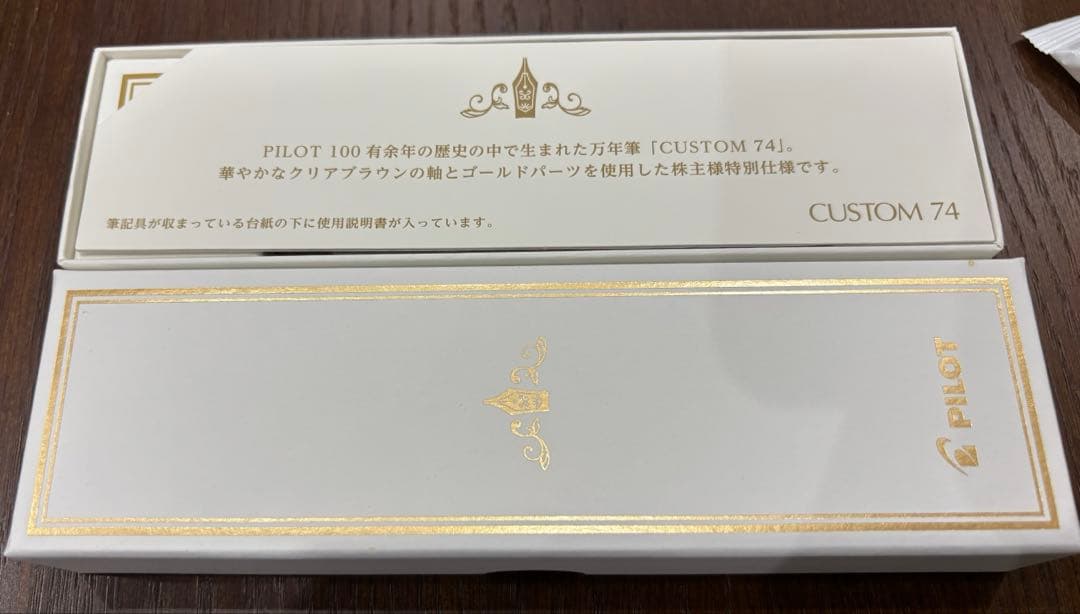 PILOT 100有余年の歴史の中で生まれた万年筆「CUSTOM 74」。
華やかなクリアブラウンの軸とゴールドパーツを使用した株主様特別仕様です。
筆記具が収まっている台紙の下に使用説明書が入っています。
CUSTOM 74
PILOT